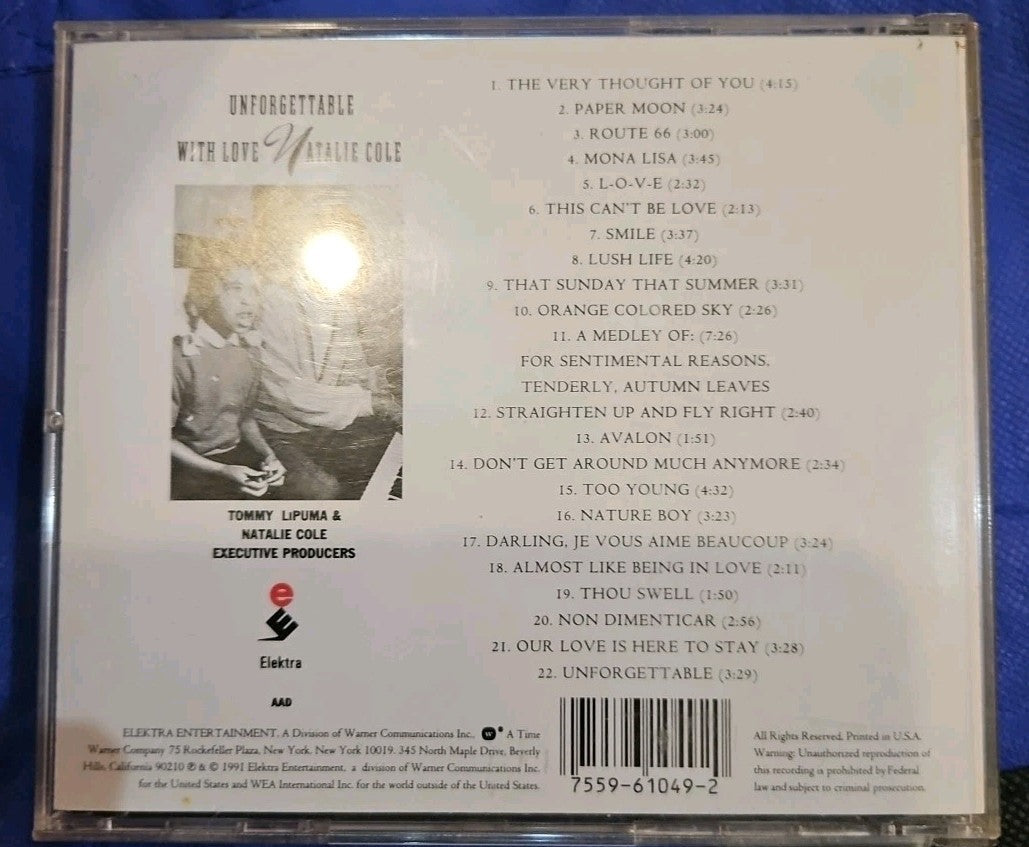 UNFORGETTABLE
WITH LOVE NATALIE COLE
TOMMY LiPUMA &
NATALIE COLE
EXECUTIVE PRODUCERS
e
E
Elektra
AAD
1. THE VERY THOUGHT OF YOU (4:15)
2. PAPER MOON (3:24)
3. ROUTE 66 (3:00)
4. MONA LISA (3:45)
5. L-O-V-E (2:32)
6. THIS CAN'T BE LOVE (2:13)
7. SMILE (3:37)
8. LUSH LIFE (4:20)
9. THAT SUNDAY THAT SUMMER (3:31)
10. ORANGE COLORED SKY (2:26)
11. A MEDLEY OF: (7:26)
FOR SENTIMENTAL REASONS,
TENDERLY, AUTUMN LEAVES
12. STRAIGHTEN UP AND FLY RIGHT (2:40)
13. AVALON (1:51)
14. DON'T GET AROUND MUCH ANYMORE (2:34)
15. TOO YOUNG (4:32)
16. NATURE BOY (3:23)
17. DARLING, JE VOUS AIME BEAUCOUP (3:24)
18. ALMOST LIKE BEING IN LOVE (2:11)
19. THOU SWELL (1:50)
20. NON DIMENTICAR (2:56)
21. OUR LOVE IS HERE TO STAY (3:28)
22. UNFORGETTABLE (3:29)
ELEKTRA ENTERTAINMENT, A Division of Warner Communications Inc., W ® A Time
Warner Company 75 Rockefeller Plaza, New York, New York 10019. 345 North Maple Drive, Beverly
Hills, California 90210 ℗ & © 1991 Elektra Entertainment, a division of Warner Communications Inc.
for the United States and WEA International Inc. for the world outside of the United States.
7559-61049-2
All Rights Reserved. Printed in U.S.A.
Warning: Unauthorized reproduction of
this recording is prohibited by Federal
law and subject to criminal prosecution.